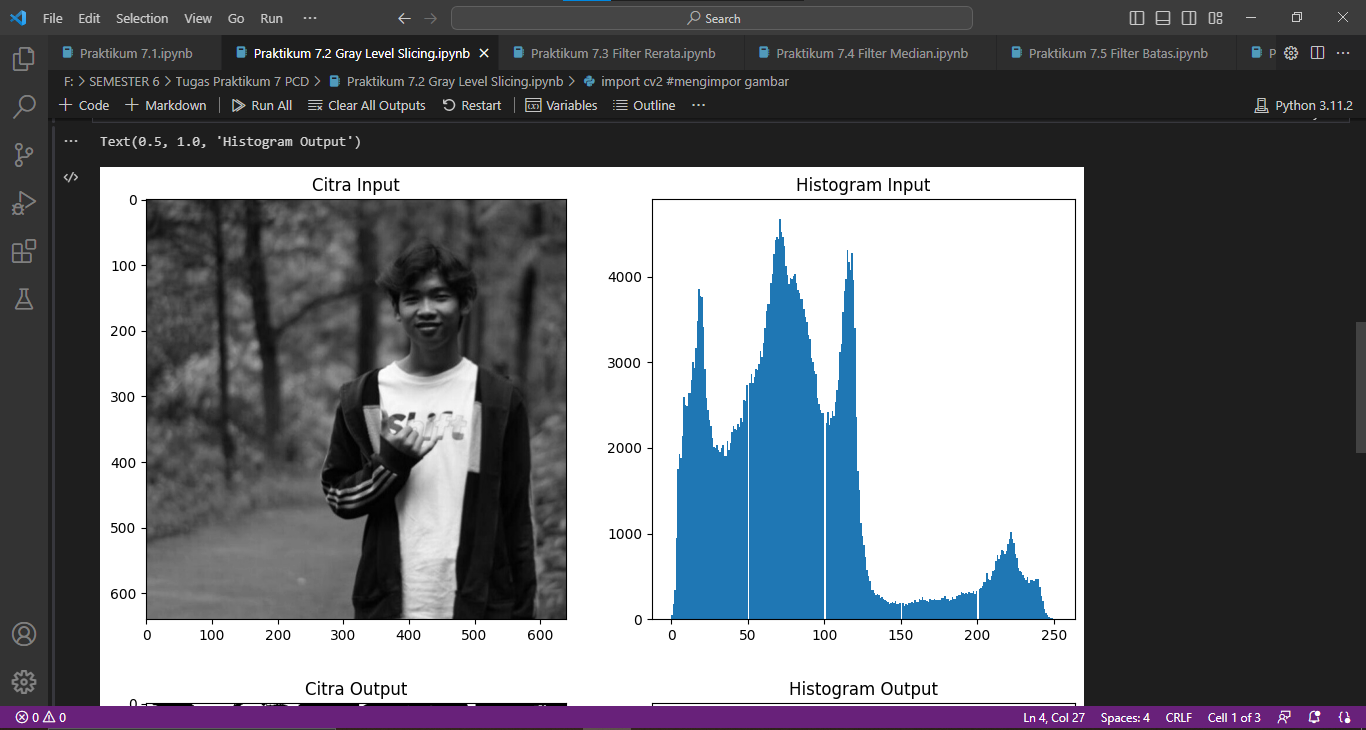 File Edit Selection View Go Run ··· Search
Praktikum 7.1.ipynb Praktikum 7.2 Gray Level Slicing.ipynb Praktikum 7.3 Filter Rerata.ipynb Praktikum 7.4 Filter Median.ipynb Praktikum 7.5 Filter Batas.ipynb P ···
F: > SEMESTER 6 > Tugas Praktikum 7 PCD > Praktikum 7.2 Gray Level Slicing.ipynb > import cv2 #mengimpor gambar
+ Code + Markdown Run All Clear All Outputs Restart Variables Outline ··· Python 3.11.2
Text(0.5, 1.0, 'Histogram Output')
Citra Input
0
100
200
300
400
500
600
0 100 200 300 400 500 600
Shift
Histogram Input
4000
3000
2000
1000
0
0 50 100 150 200 250
Citra Output
0
Histogram Output
0 0 Ln 4, Col 27 Spaces: 4 CRLF Cell 1 of 3